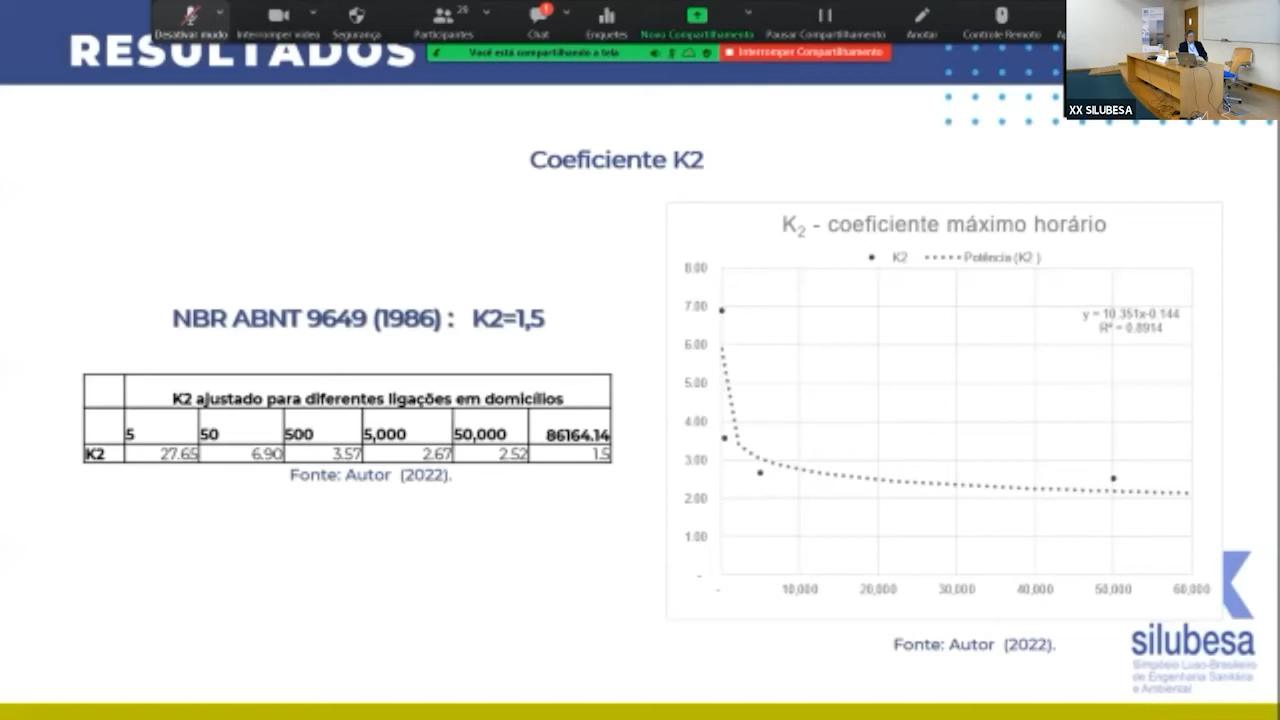 Desativar mudo
Interromper vídeo
Segurança
Participantes
28
Chat
1
Enquetes
Novo Compartilhamento
Pausar Compartilhamento
Anotar
Controle Remoto
RESULTADOS
Você está compartilhando a tela
Interromper Compartilhamento
XX SILUBESA
Coeficiente K2
NBR ABNT 9649 (1986) : K2=1,5
K2 ajustado para diferentes ligações em domicílios
5 50 500 5,000 50,000 86164.14
K2 27.65 6.90 3.57 2.67 2.52 1.5
Fonte: Autor (2022).
K2 - coeficiente máximo horário
K2 Potência (K2 )
8.00
7.00
6.00
5.00
4.00
3.00
2.00
1.00
-
y = 10.351x-0.144
R² = 0.8914
- 10,000 20,000 30,000 40,000 50,000 60,000
Fonte: Autor (2022).
silubesa
Simpósio Luso-Brasileiro
de Engenharia Sanitária
e Ambiental